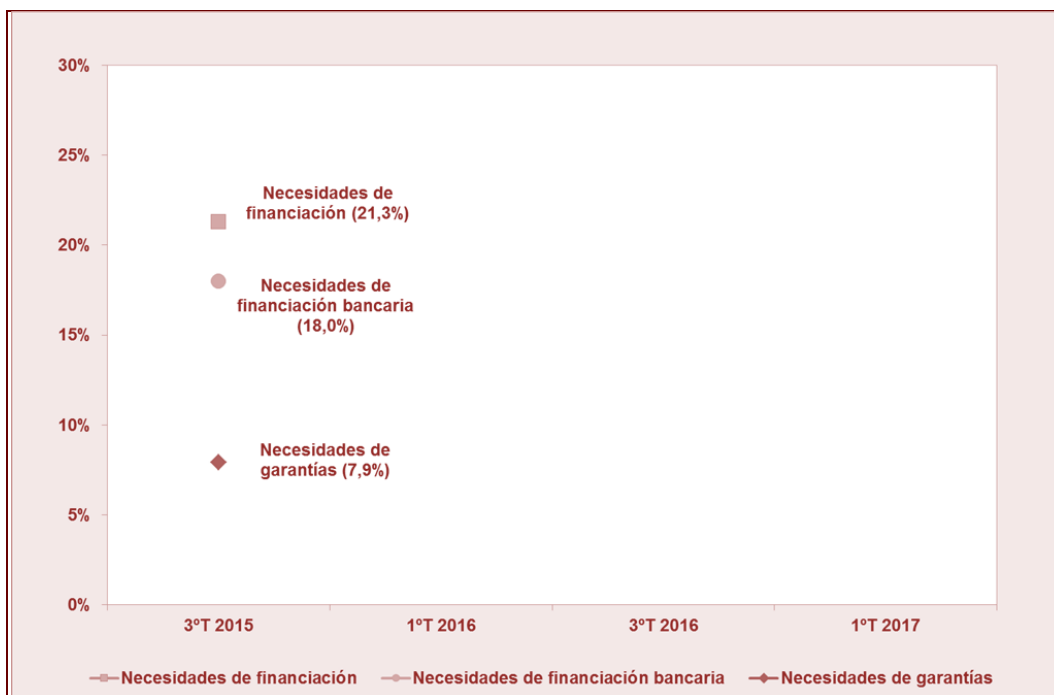 30%
25%
20%
15%
10%
5%
0%
Necesidades de
financiación (21,3%)
Necesidades de
financiación bancaria
(18,0%)
Necesidades de
garantías (7,9%)
3ºT 2015
1ºT 2016
3ºT 2016
1ºT 2017
Necesidades de financiación
Necesidades de financiación bancaria
Necesidades de garantías